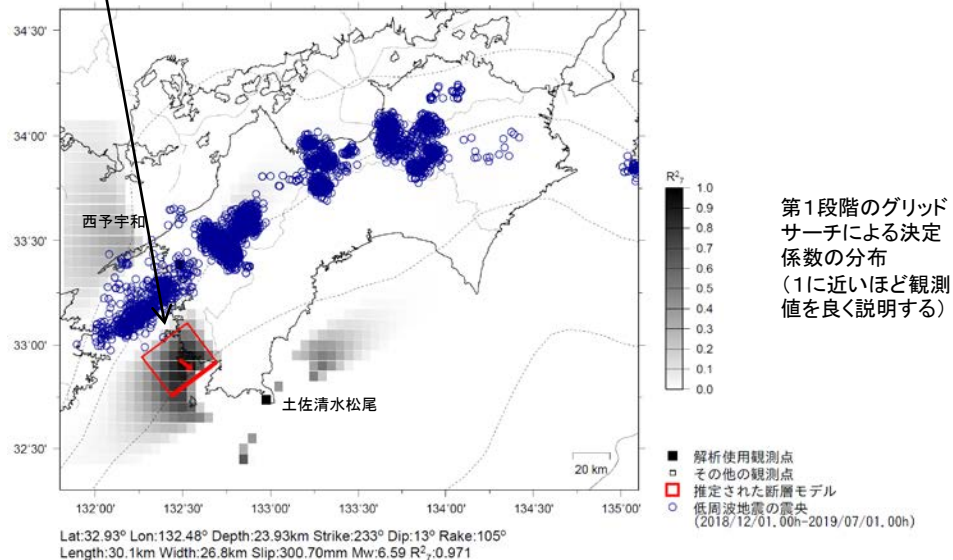 34°30'
34°00'
33°30'
33°00'
32°30'
132°00'
132°30'
133°00'
133°30'
134°00'
134°30'
135°00'
西予宇和
土佐清水松尾
20 km
R²₇
1.0
0.9
0.8
0.7
0.6
0.5
0.4
0.3
0.2
0.1
0.0
第1段階のグリッド
サーチによる決定
係数の分布
(1に近いほど観測
値を良く説明する)
解析使用観測点
その他の観測点
推定された断層モデル
低周波地震の震央
(2018/12/01.00h-2019/07/01.00h)
Lat:32.93° Lon:132.48° Depth:23.93km Strike:233° Dip:13° Rake:105°
Length:30.1km Width:26.8km Slip:300.70mm Mw:6.59 R²₇:0.971